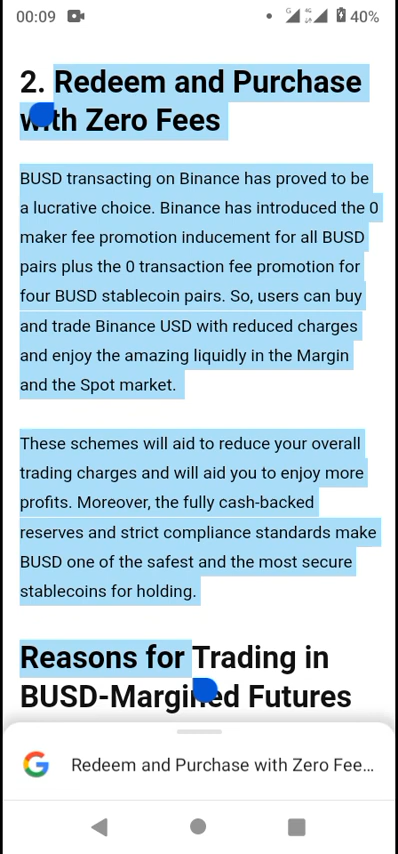 00:09
G 4G 40%
2. Redeem and Purchase
with Zero Fees
BUSD transacting on Binance has proved to be
a lucrative choice. Binance has introduced the 0
maker fee promotion inducement for all BUSD
pairs plus the 0 transaction fee promotion for
four BUSD stablecoin pairs. So, users can buy
and trade Binance USD with reduced charges
and enjoy the amazing liquidly in the Margin
and the Spot market.
These schemes will aid to reduce your overall
trading charges and will aid you to enjoy more
profits. Moreover, the fully cash-backed
reserves and strict compliance standards make
BUSD one of the safest and the most secure
stablecoins for holding.
Reasons for Trading in
BUSD-Margined Futures
Redeem and Purchase with Zero Fee...